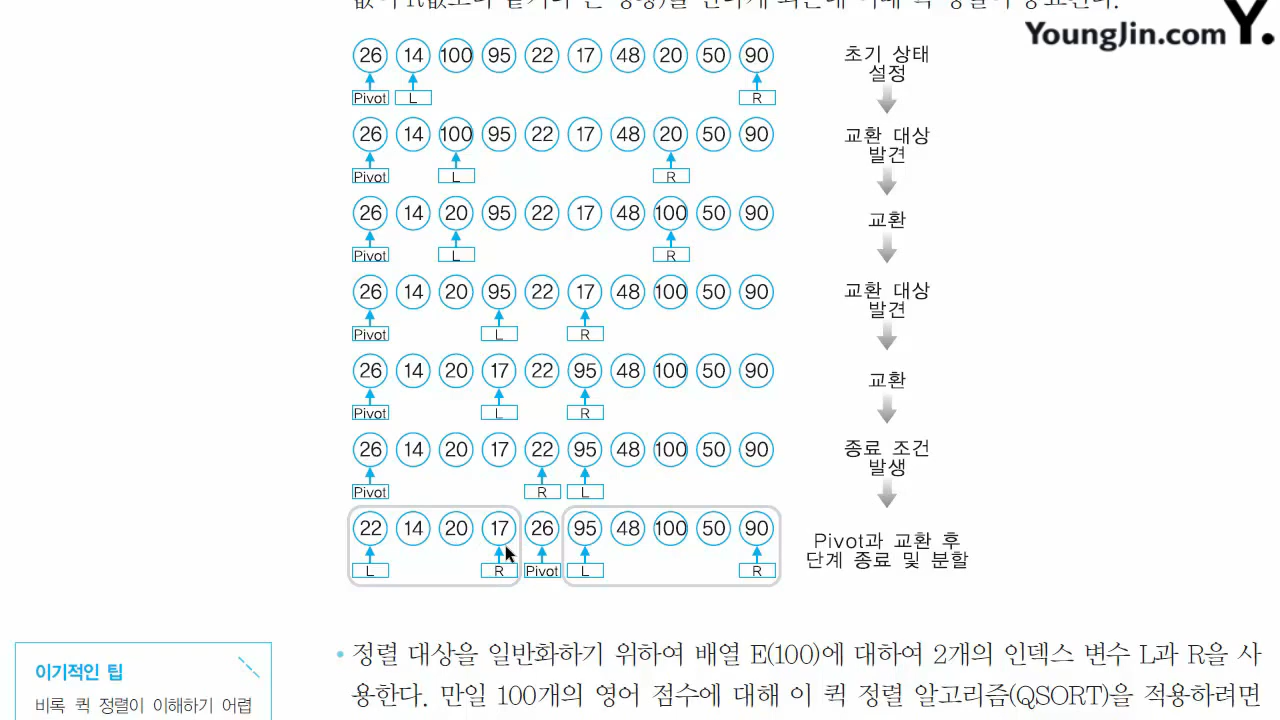 YoungJin.com Y.
26 14 100 95 22 17 48 20 50 90 초기 상태
설정
Pivot L R
26 14 100 95 22 17 48 20 50 90 교환 대상
발견
Pivot L R
26 14 20 95 22 17 48 100 50 90 교환
Pivot L R
26 14 20 95 22 17 48 100 50 90 교환 대상
발견
Pivot L R
26 14 20 17 22 95 48 100 50 90 교환
Pivot L R
26 14 20 17 22 95 48 100 50 90 종료 조건
발생
Pivot R L
22 14 20 17 26 95 48 100 50 90 Pivot과 교환 후
단계 종료 및 분할
L R Pivot L R
• 정렬 대상을 일반화하기 위하여 배열 E(100)에 대하여 2개의 인덱스 변수 L과 R을 사
용한다. 만일 100개의 영어 점수에 대해 이 퀵 정렬 알고리즘(QSORT)을 적용하려면
이기적인 팁
비록 퀵 정렬이 이해하기 어렵